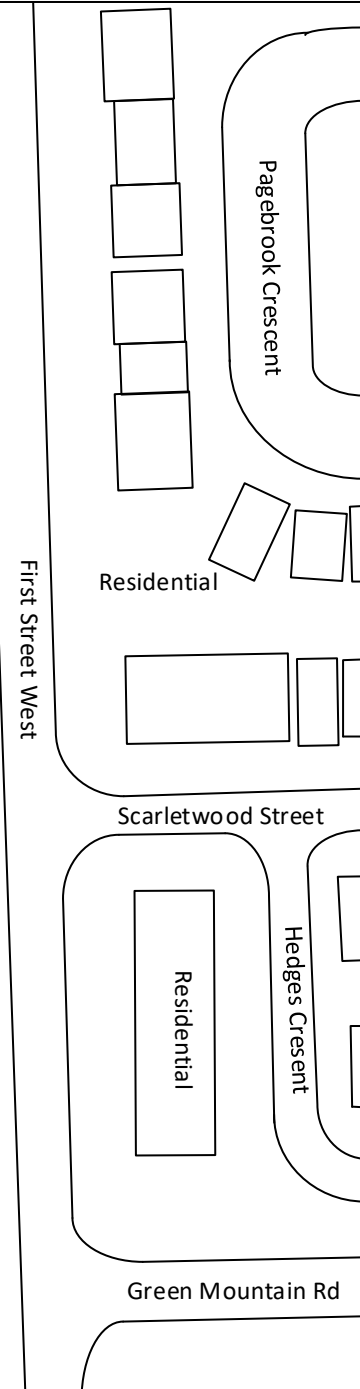 Pagebrook Crescent
First Street West
Residential
Scarletwood Street
Residential
Hedges Cresent
Green Mountain Rd